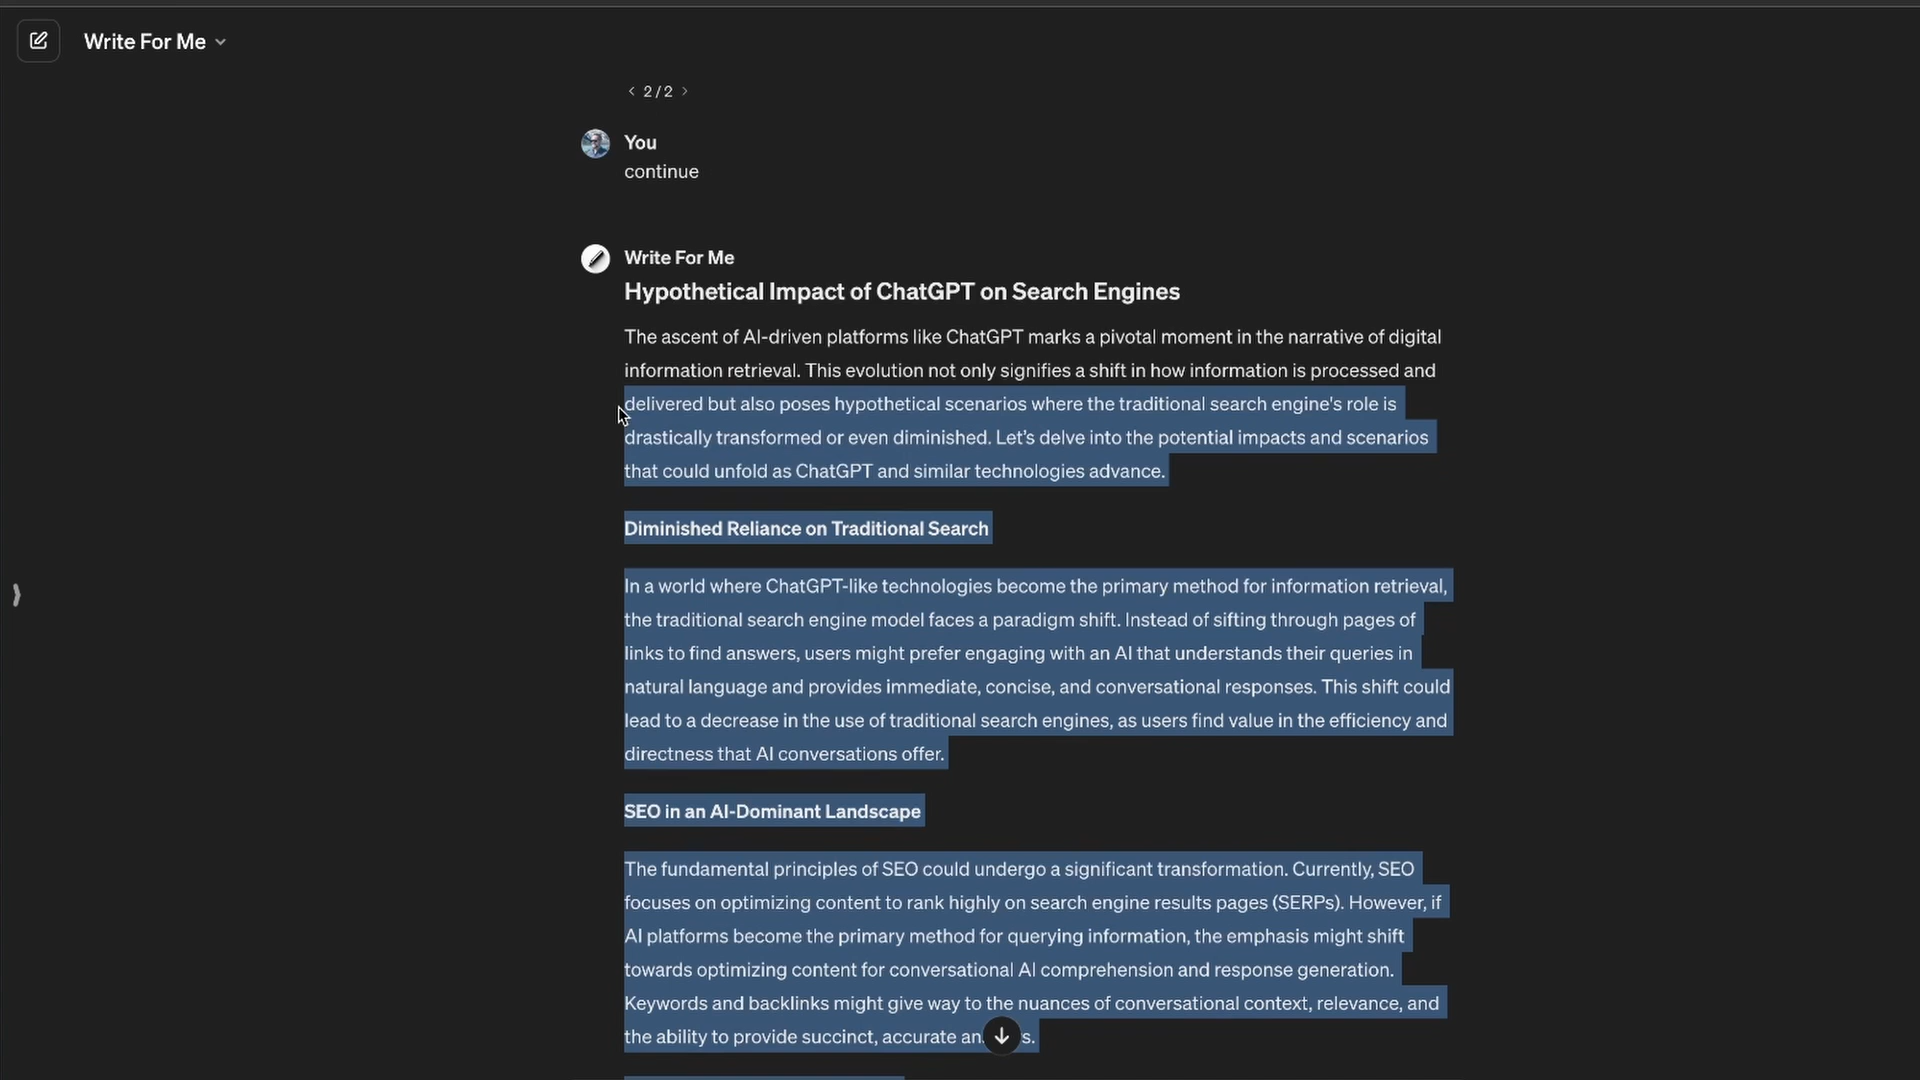 Write For Me
2 / 2
You
continue
Write For Me
Hypothetical Impact of ChatGPT on Search Engines
The ascent of AI-driven platforms like ChatGPT marks a pivotal moment in the narrative of digital
information retrieval. This evolution not only signifies a shift in how information is processed and
delivered but also poses hypothetical scenarios where the traditional search engine's role is
drastically transformed or even diminished. Let’s delve into the potential impacts and scenarios
that could unfold as ChatGPT and similar technologies advance.
Diminished Reliance on Traditional Search
In a world where ChatGPT-like technologies become the primary method for information retrieval,
the traditional search engine model faces a paradigm shift. Instead of sifting through pages of
links to find answers, users might prefer engaging with an AI that understands their queries in
natural language and provides immediate, concise, and conversational responses. This shift could
lead to a decrease in the use of traditional search engines, as users find value in the efficiency and
directness that AI conversations offer.
SEO in an AI-Dominant Landscape
The fundamental principles of SEO could undergo a significant transformation. Currently, SEO
focuses on optimizing content to rank highly on search engine results pages (SERPs). However, if
AI platforms become the primary method for querying information, the emphasis might shift
towards optimizing content for conversational AI comprehension and response generation.
Keywords and backlinks might give way to the nuances of conversational context, relevance, and
the ability to provide succinct, accurate